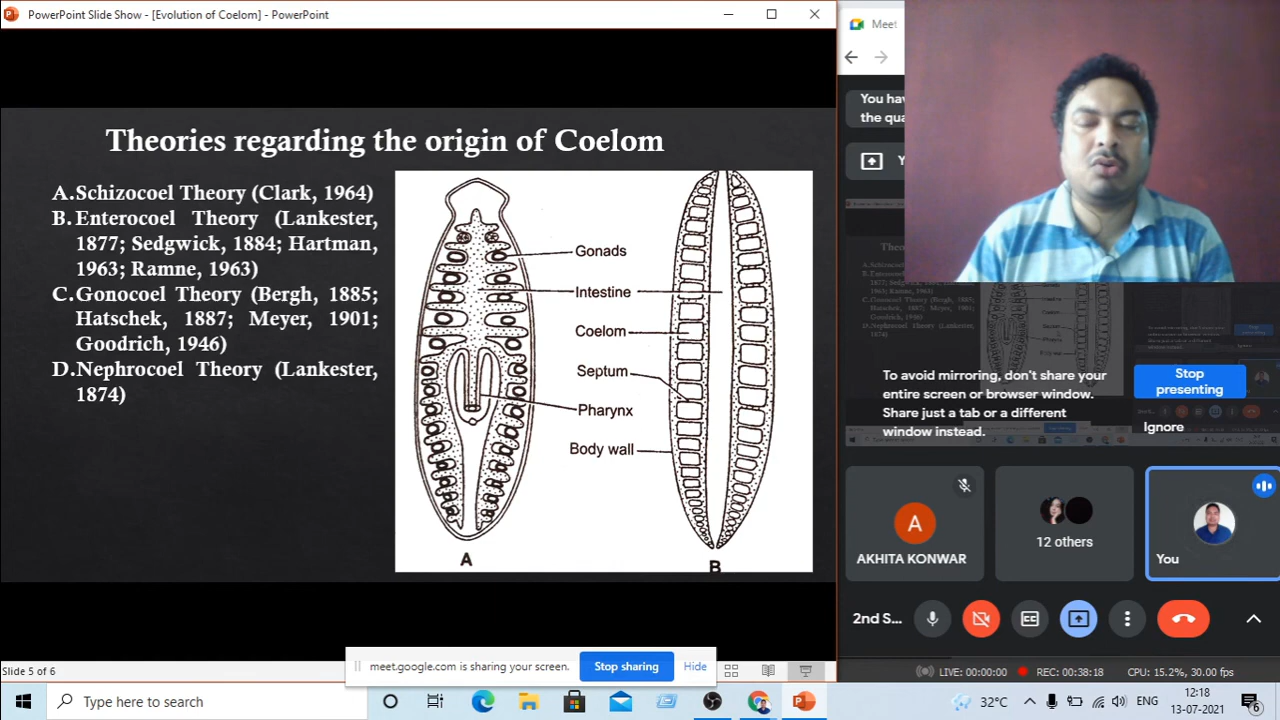 PowerPoint Slide Show - [Evolution of Coelom] - PowerPoint
Theories regarding the origin of Coelom
A.Schizocoel Theory (Clark, 1964)
B. Enterocoel Theory (Lankester,
1877; Sedgwick, 1884; Hartman,
1963; Ramne, 1963)
C. Gonocoel Theory (Bergh, 1885;
Hatschek, 1887; Meyer, 1901;
Goodrich, 1946)
D.Nephrocoel Theory (Lankester,
1874)
Gonads
Intestine
Coelom
Septum
Pharynx
Body wall
A
B
Slide 5 of 6
meet.google.com is sharing your screen.
Stop sharing
Hide
Meet
You hav
the qua
Y
To avoid mirroring, don't share your
entire screen or browser window.
Share just a tab or a different
window instead.
Stop
presenting
Ignore
A
AKHITA KONWAR
12 others
You
2nd S...
LIVE: 00:00:00
REC: 00:38:18
CPU: 15.2%, 30.00 fps
Type here to search
32°C
ENG
12:18
13-07-2021
6